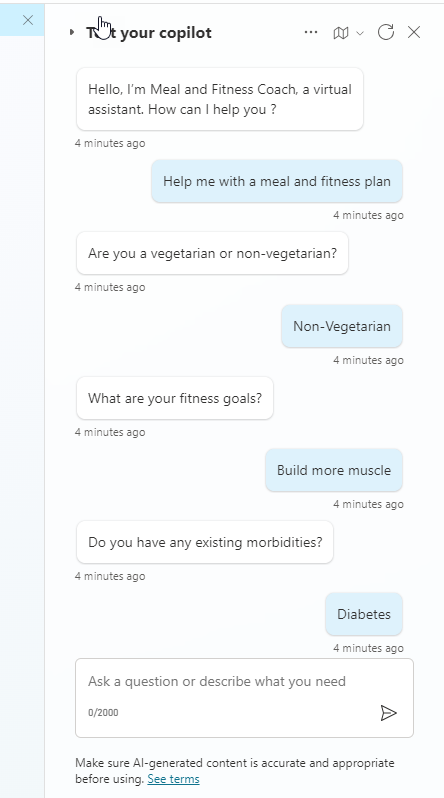 Test your copilot
Hello, I'm Meal and Fitness Coach, a virtual
assistant. How can I help you ?
4 minutes ago
Help me with a meal and fitness plan
4 minutes ago
Are you a vegetarian or non-vegetarian?
4 minutes ago
Non-Vegetarian
4 minutes ago
What are your fitness goals?
4 minutes ago
Build more muscle
4 minutes ago
Do you have any existing morbidities?
4 minutes ago
Diabetes
4 minutes ago
Ask a question or describe what you need
0/2000
Make sure AI-generated content is accurate and appropriate
before using. See terms